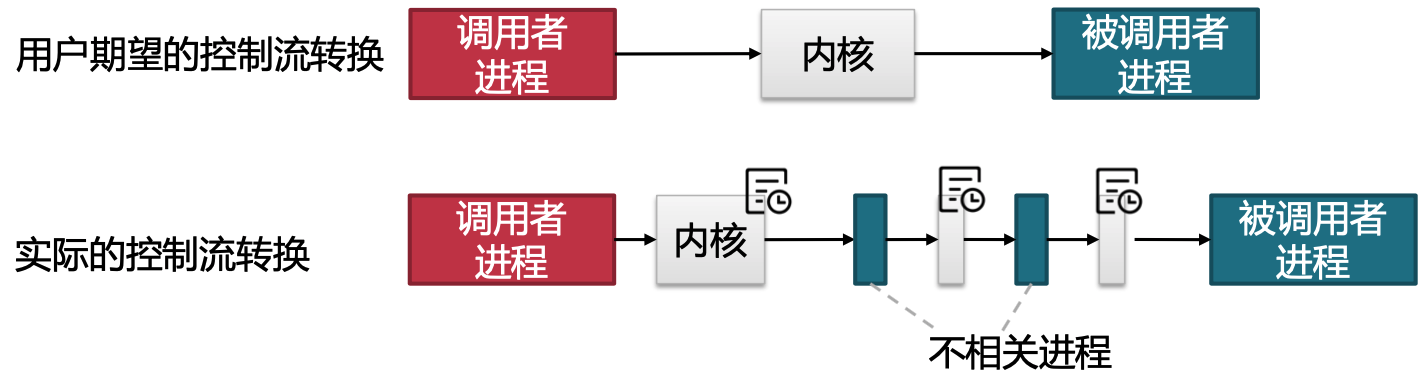 用户期望的控制流转换
调用者
进程
内核
被调用者
进程
实际的控制流转换
调用者
进程
内核
被调用者
进程
不相关进程